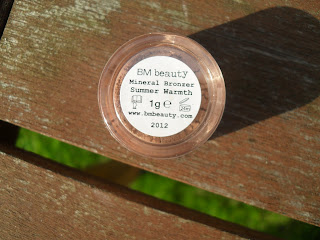 BM beauty
Mineral Bronzer
Summer Warmth
1g ℮
www.bmbeauty.com
2012